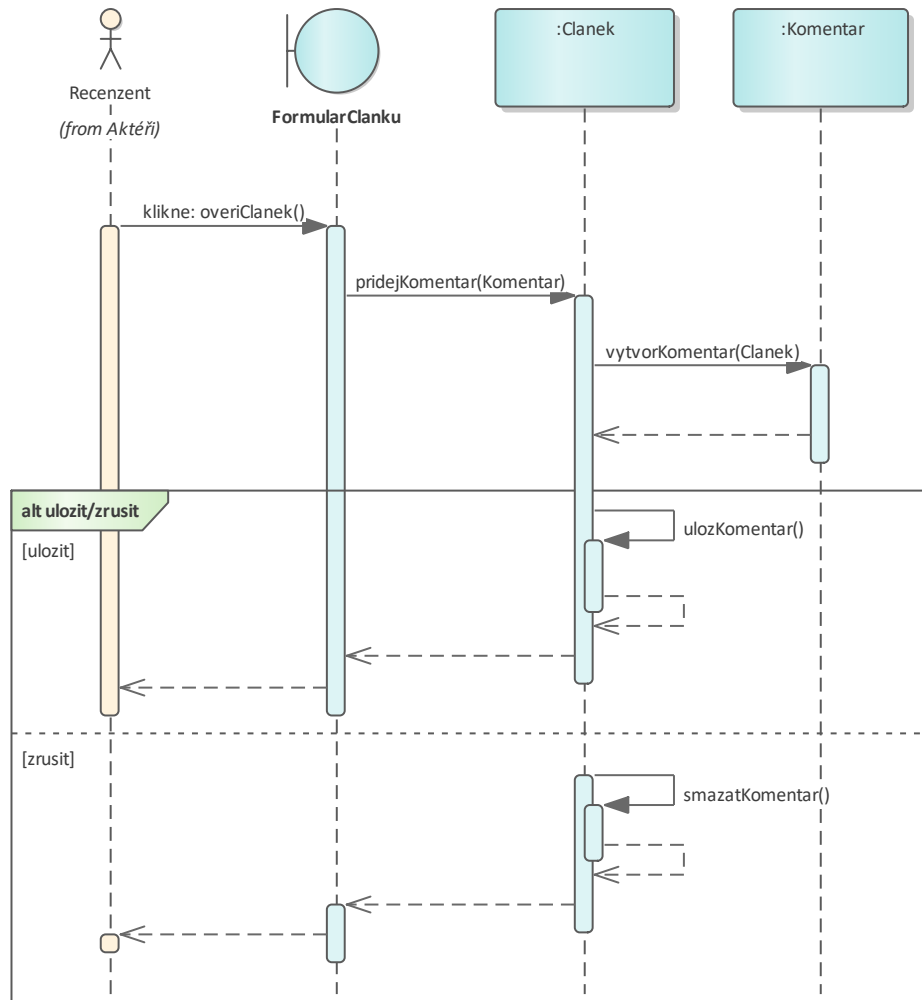 Recenzent
(from Aktéři)
FormularClanku
:Clanek
:Komentar
klikne: overiClanek()
pridejKomentar(Komentar)
vytvorKomentar(Clanek)
alt ulozit/zrusit
[ulozit]
ulozKomentar()
[zrusit]
smazatKomentar()